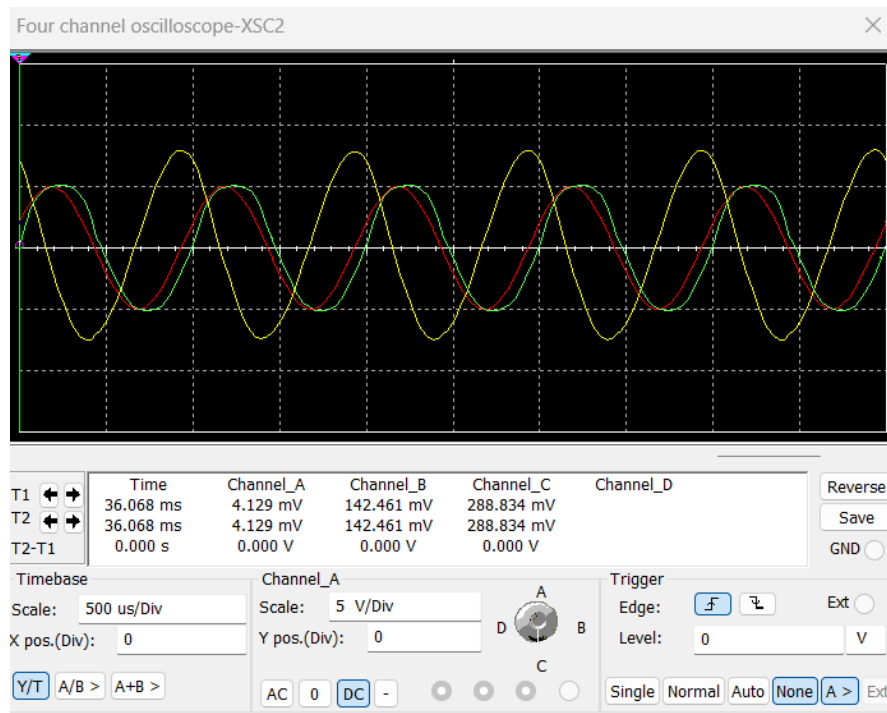 Four channel oscilloscope-XSC2
Time Channel_A Channel_B Channel_C Channel_D
T1 36.068 ms 4.129 mV 142.461 mV 288.834 mV
T2 36.068 ms 4.129 mV 142.461 mV 288.834 mV
T2-T1 0.000 s 0.000 V 0.000 V 0.000 V
Reverse
Save
GND
Timebase
Scale: 500 us/Div
X pos.(Div): 0
Y/T A/B > A+B >
Channel_A
Scale: 5 V/Div
Y pos.(Div): 0
AC 0 DC -
A
D B
C
Trigger
Edge: Ext
Level: 0 V
Single Normal Auto None A > Ext